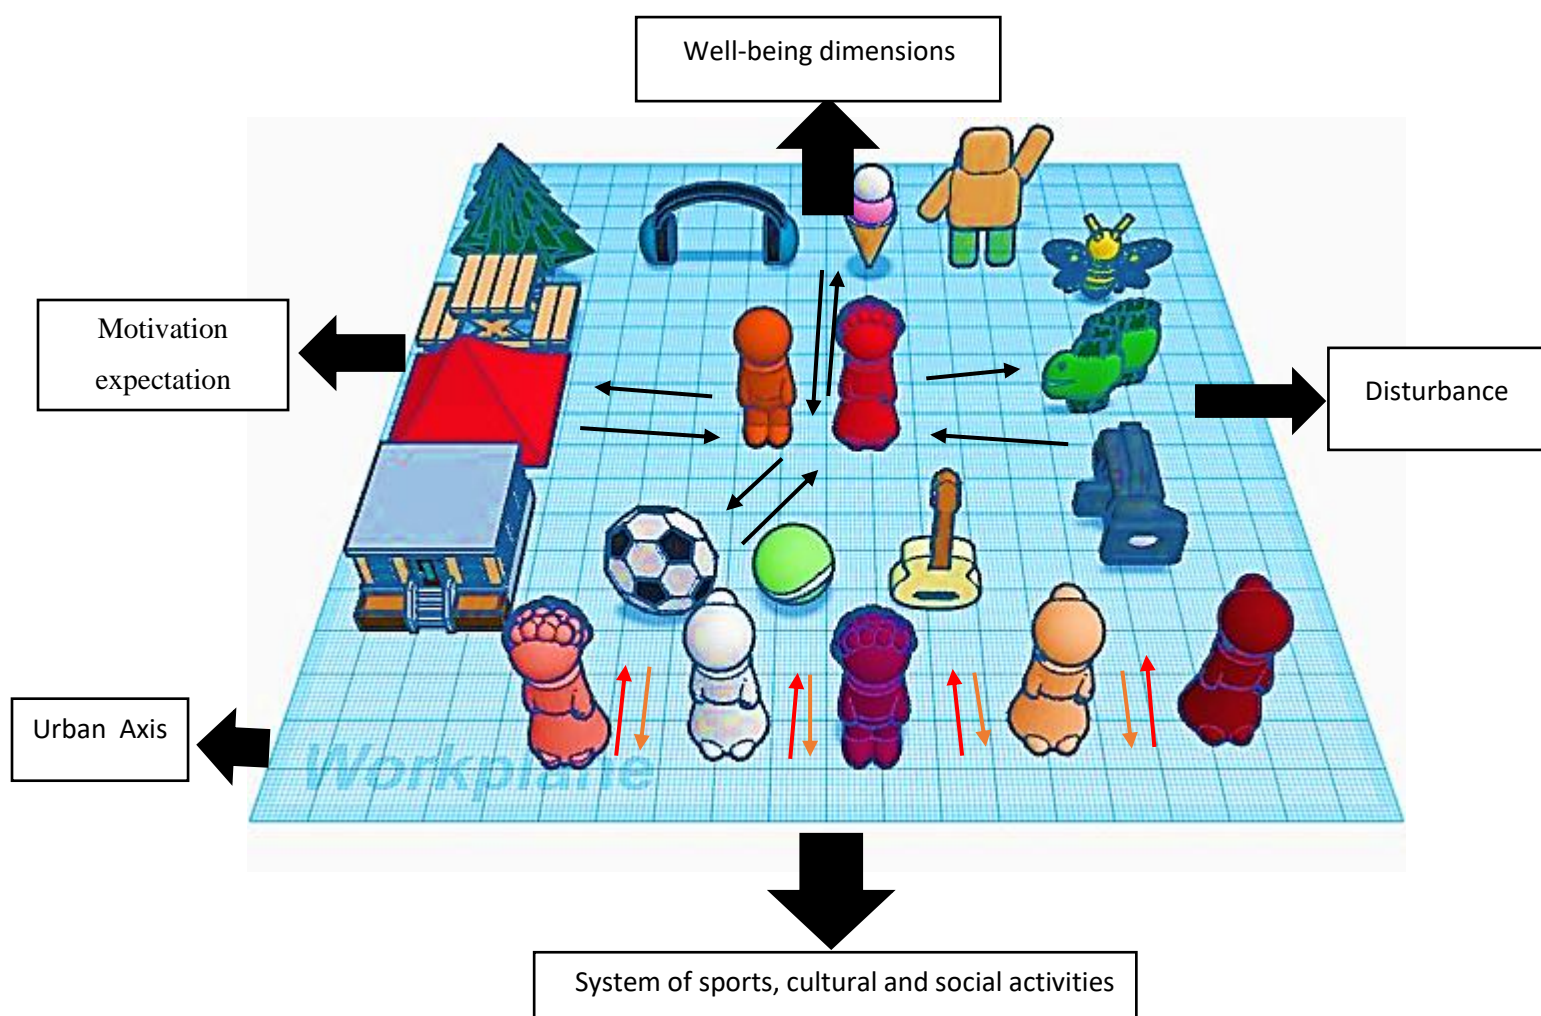 Well-being dimensions
Motivation
expectation
Disturbance
Urban Axis
Workplane
System of sports, cultural and social activities